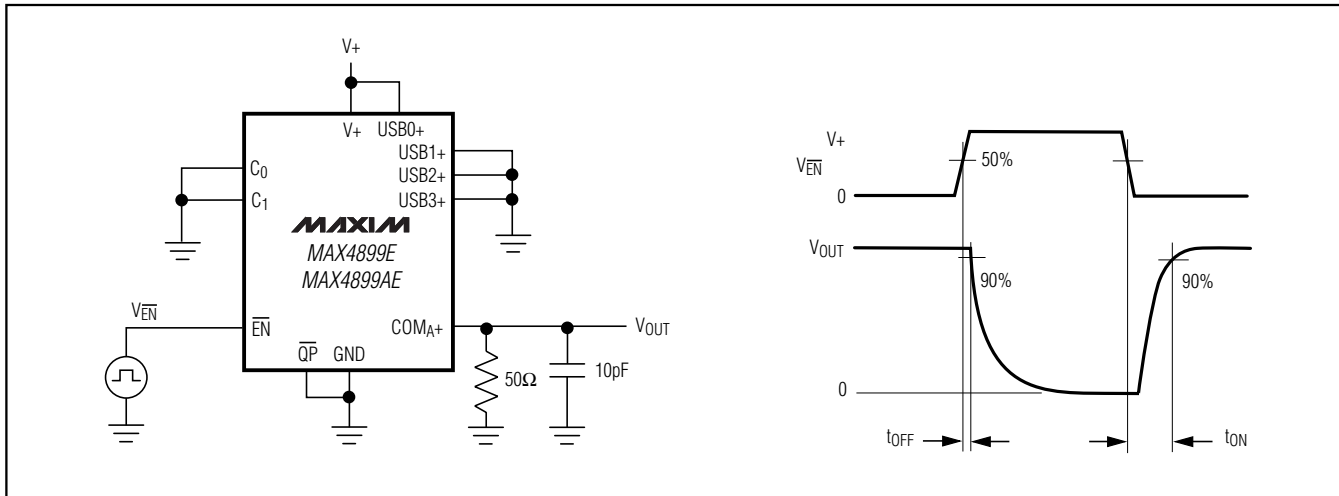 V+
V+ USB0+
USB1+
USB2+
USB3+
C0
C1
MAXIM
MAX4899E
MAX4899AE
VEN
EN
COMA+
VOUT
QP GND
50Ω
10pF
V+
VEN
50%
0
VOUT
90%
90%
0
tOFF
tON